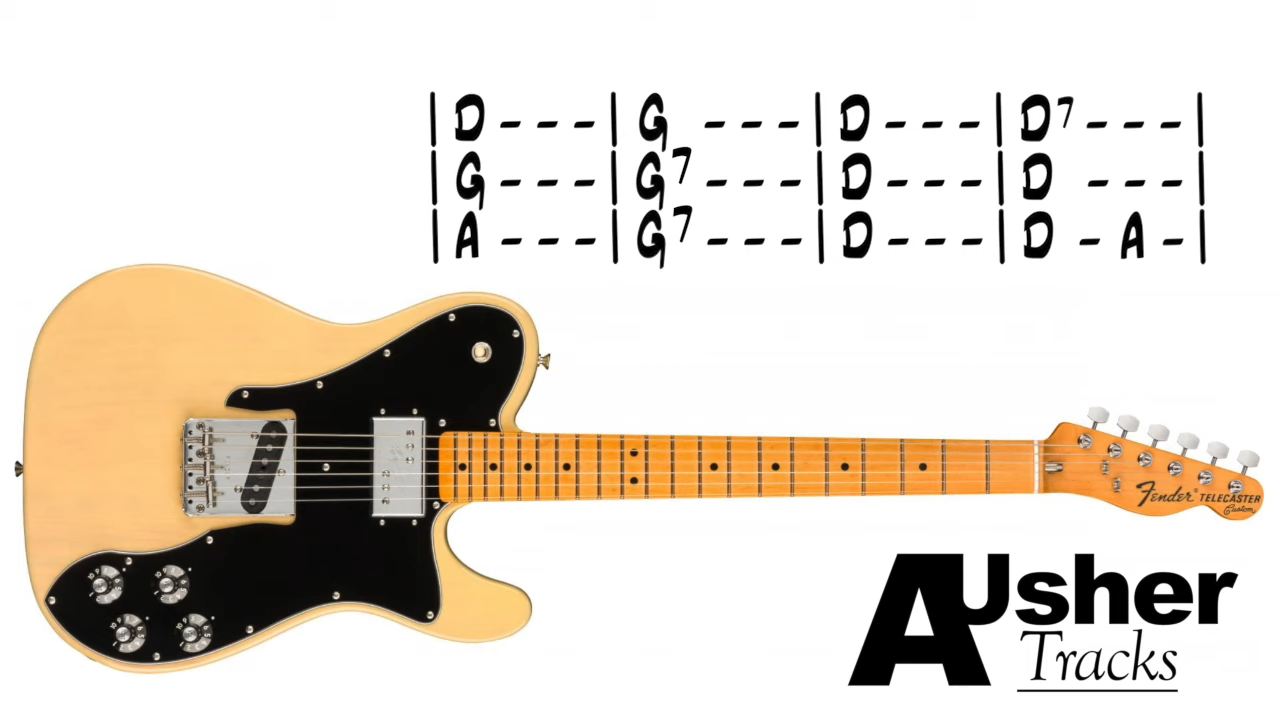 | D - - - | G - - - | D - - - | D7 - - - |
| G - - - | G7 - - - | D - - - | D - - - |
| A - - - | G7 - - - | D - - - | D - A - |
Fender TELECASTER
Custom
AUsher
Tracks